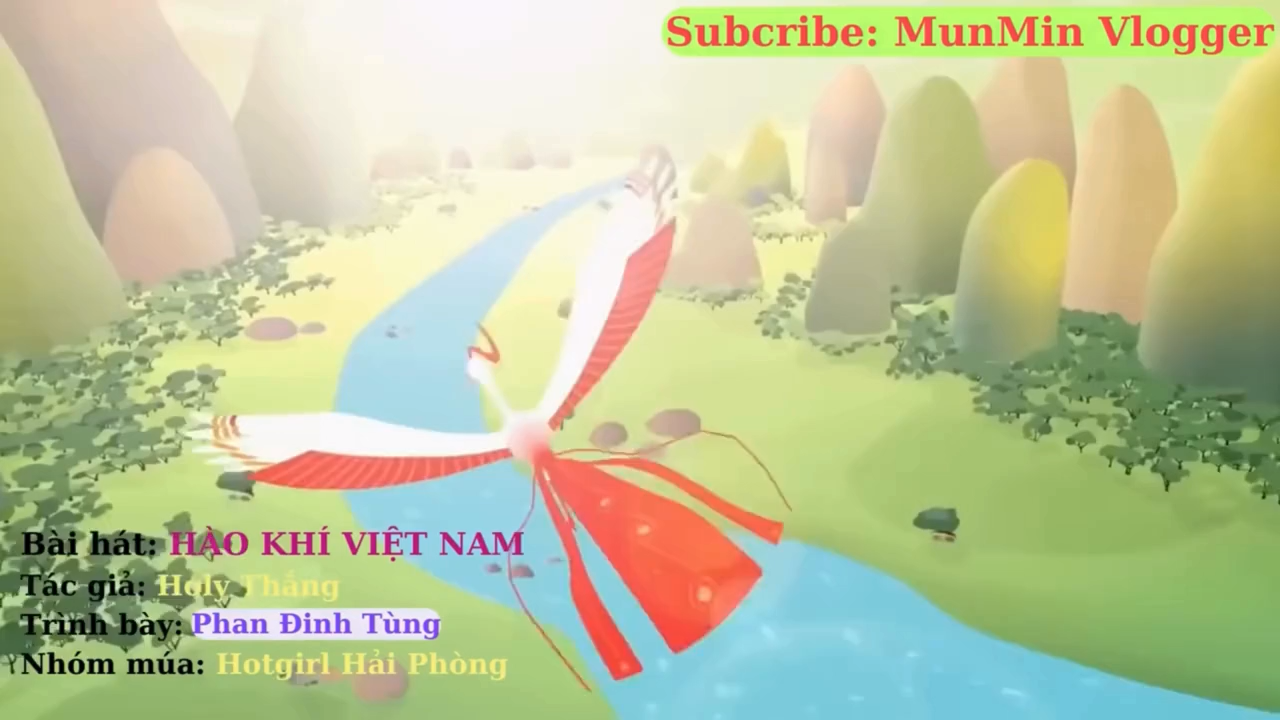 Subcribe: MunMin Vlogger
Bài hát: HÀO KHÍ VIỆT NAM
Tác giả: Holy Thắng
Trình bày: Phan Đinh Tùng
Nhóm múa: Hotgirl Hải Phòng